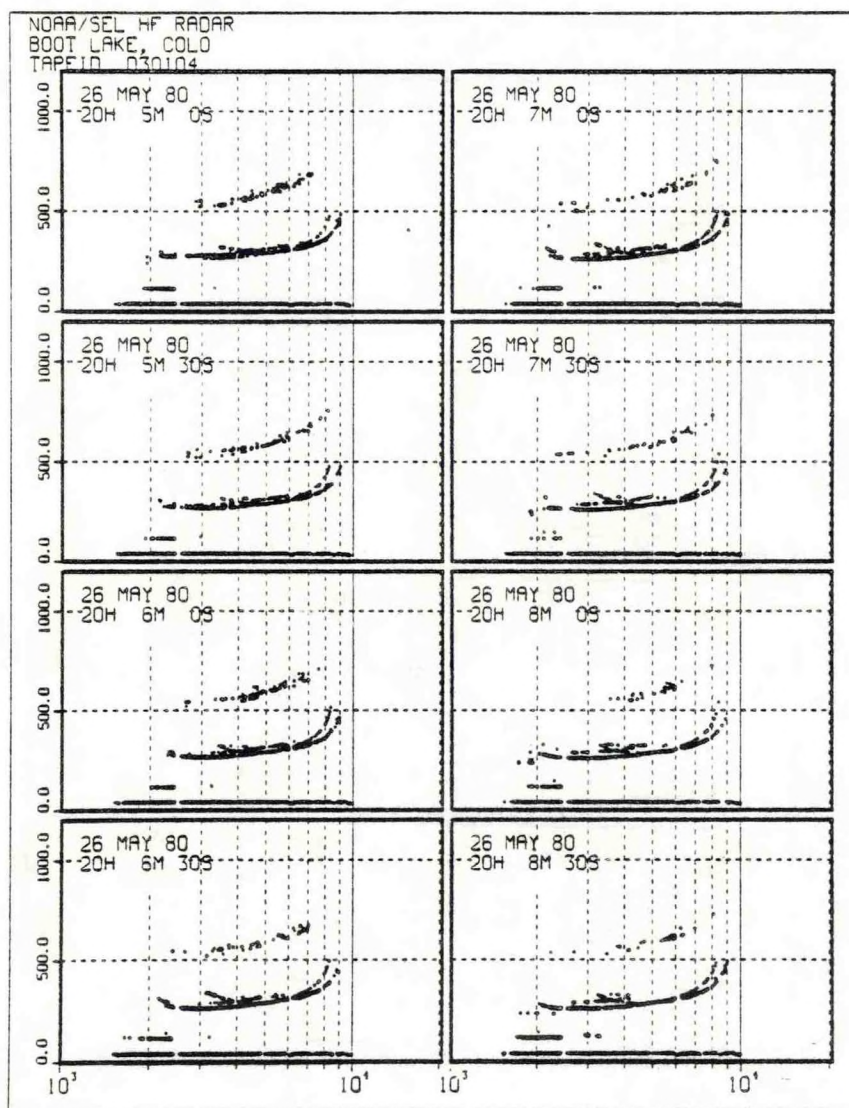 NOAA/SEL HF RADAR
BOOT LAKE, COLO
TAPEID D30104
26 MAY 80
20H 5M 0S
26 MAY 80
20H 7M 0S
1000.0
500.0
0.0
26 MAY 80
20H 5M 30S
26 MAY 80
20H 7M 30S
1000.0
500.0
0.0
26 MAY 80
20H 6M 0S
26 MAY 80
20H 8M 0S
1000.0
500.0
0.0
26 MAY 80
20H 6M 30S
26 MAY 80
20H 8M 30S
1000.0
500.0
0.0
10³ 10⁴ 10³ 10⁴